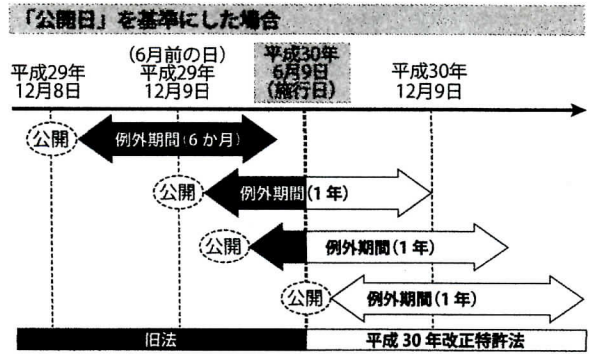 「公開日」を基準にした場合
平成29年
12月8日
(6月前の日)
平成29年
12月9日
平成30年
6月9日
(施行日)
平成30年
12月9日
公開
例外期間(6か月)
公開
例外期間(1年)
公開
例外期間(1年)
公開
例外期間(1年)
旧法
平成30年改正特許法